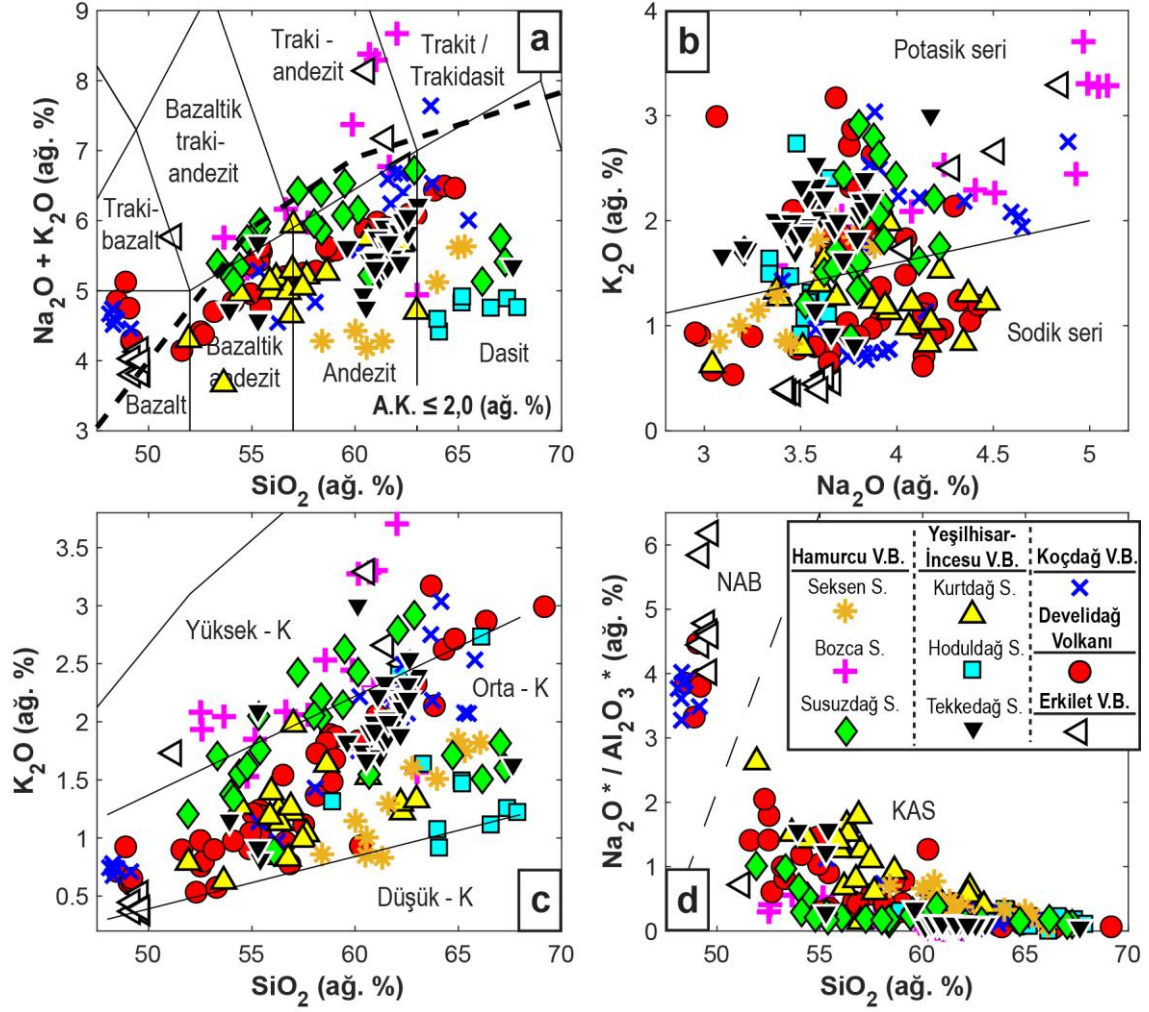 a
Traki -
andezit
Trakit /
Trakidasit
Bazaltik
traki-
andezit
Traki-
bazalt
Bazaltik
andezit
Bazalt
Andezit
Dasit
A.K. ≤ 2,0 (ağ. %)
9
8
7
6
5
4
3
50
55
60
65
70
Na₂O + K₂O (ağ. %)
SiO₂ (ağ. %)
b
Potasik seri
Sodik seri
4
3
2
1
0
3
3.5
4
4.5
5
K₂O (ağ. %)
Na₂O (ağ. %)
c
Yüksek - K
Orta - K
Düşük - K
3.5
3
2.5
2
1.5
1
0.5
50
55
60
65
70
K₂O (ağ. %)
SiO₂ (ağ. %)
d
NAB
KAS
6
5
4
3
2
1
0
50
55
60
65
70
Na₂O* / Al₂O₃* (ağ. %)
SiO₂ (ağ. %)
Hamurcu V.B.
Seksen S.
Bozca S.
Susuzdağ S.
Yeşilhisar-
İncesu V.B.
Kurtdağ S.
Hoduldağ S.
Tekkedağ S.
Koçdağ V.B.
Develidağ
Volkanı
Erkilet V.B.